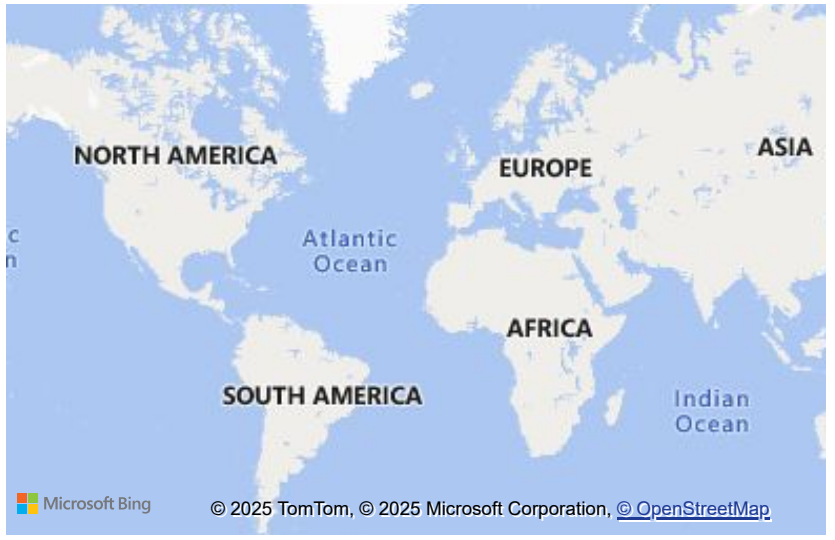 NORTH AMERICA
EUROPE
ASIA
Atlantic
Ocean
c
n
AFRICA
SOUTH AMERICA
Indian
Ocean
Microsoft Bing
© 2025 TomTom, © 2025 Microsoft Corporation, © OpenStreetMap